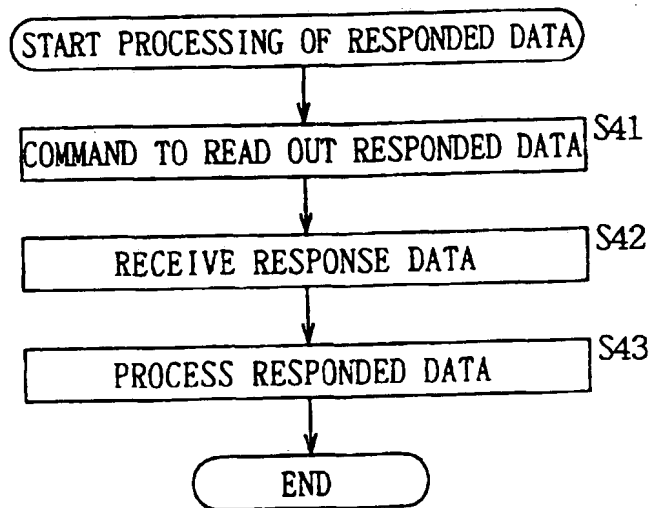 START PROCESSING OF RESPONDED DATA
COMMAND TO READ OUT RESPONDED DATA
S41
RECEIVE RESPONSE DATA
S42
PROCESS RESPONDED DATA
S43
END